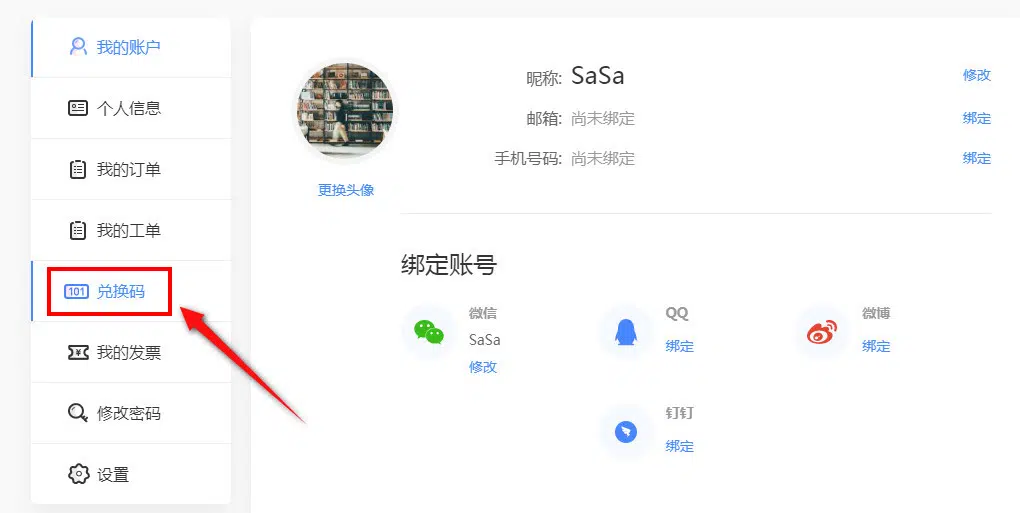 我的账户
个人信息
我的订单
我的工单
101 兑换码
我的发票
修改密码
设置
更换头像
昵称: SaSa 修改
邮箱: 尚未绑定 绑定
手机号码: 尚未绑定 绑定
绑定账号
微信
SaSa
修改
QQ
绑定
微博
绑定
钉钉
绑定